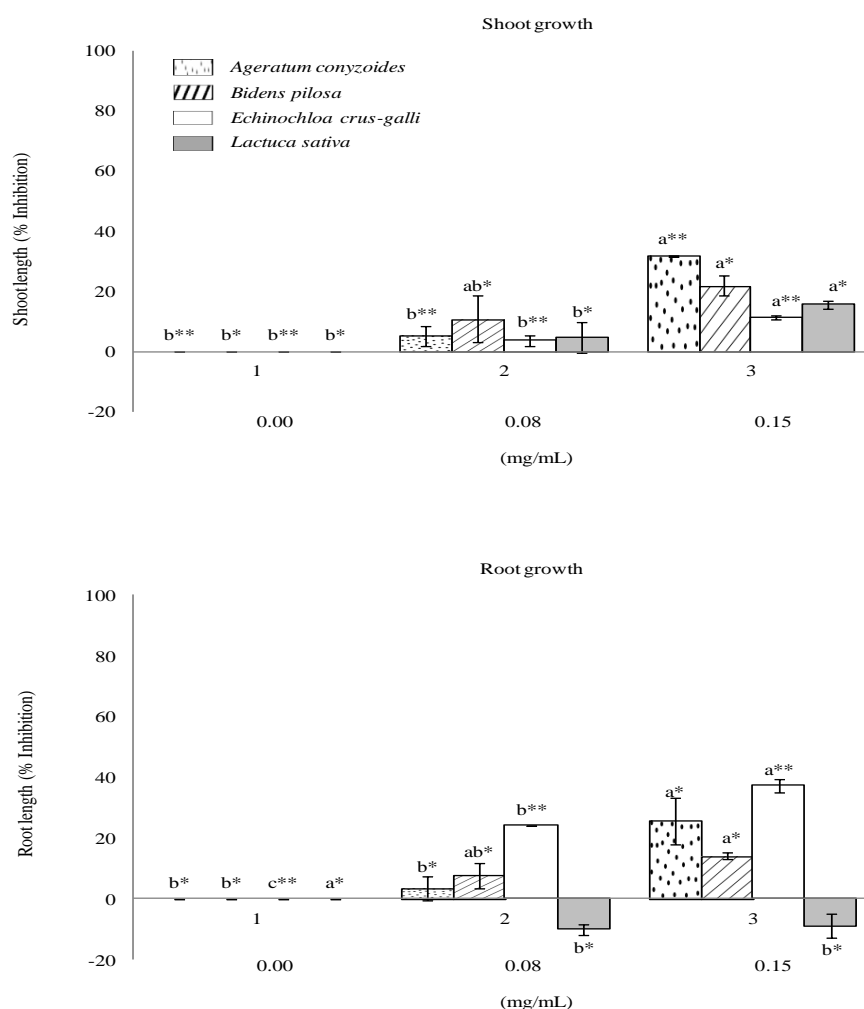 Shoot growth
100
80
60
40
20
0
-20
Shoot length (% Inhibition)
Ageratum conyzoides
Bidens pilosa
Echinochloa crus-galli
Lactuca sativa
b** b* b** b*
b** ab* b** b*
a** a* a** a*
1 2 3
0.00 0.08 0.15
(mg/mL)
Root growth
100
80
60
40
20
0
-20
Root length (% Inhibition)
b* b* c** a*
b* ab* b** b*
a* a* a** b*
1 2 3
0.00 0.08 0.15
(mg/mL)